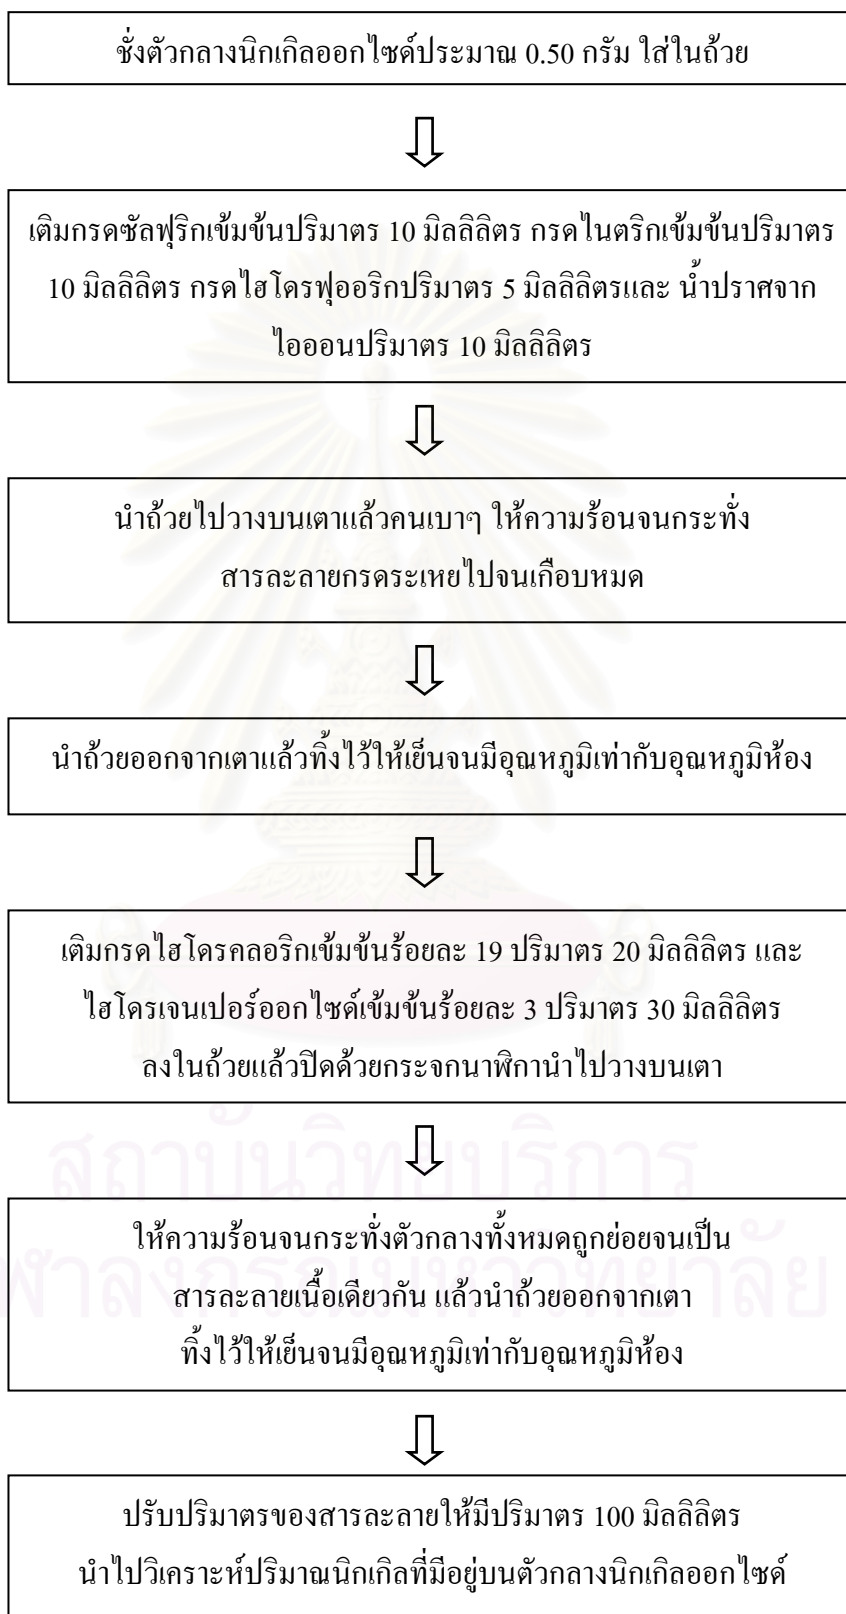 ชั่งตัวกลางนิกเกิลออกไซด์ประมาณ 0.50 กรัม ใส่ในถ้วย
เติมกรดซัลฟุริกเข้มข้นปริมาตร 10 มิลลิลิตร กรดไนตริกเข้มข้นปริมาตร
10 มิลลิลิตร กรดไฮโดรฟุออริกปริมาตร 5 มิลลิลิตรและ น้ำปราศจาก
ไอออนปริมาตร 10 มิลลิลิตร
นำถ้วยไปวางบนเตาแล้วคนเบาๆ ให้ความร้อนจนกระทั่ง
สารละลายกรดระเหยไปจนเกือบหมด
นำถ้วยออกจากเตาแล้วทิ้งไว้ให้เย็นจนมีอุณหภูมิเท่ากับอุณหภูมิห้อง
เติมกรดไฮโดรคลอริกเข้มข้นร้อยละ 19 ปริมาตร 20 มิลลิลิตร และ
ไฮโดรเจนเปอร์ออกไซด์เข้มข้นร้อยละ 3 ปริมาตร 30 มิลลิลิตร
ลงในถ้วยแล้วปิดด้วยกระจกนาฬิกานำไปวางบนเตา
สถาบันวิทยบริการ
ฬาลงกรณ์มหาวิทยาลัย
ให้ความร้อนจนกระทั่งตัวกลางทั้งหมดถูกย่อยจนเป็น
สารละลายเนื้อเดียวกัน แล้วนำถ้วยออกจากเตา
ทิ้งไว้ให้เย็นจนมีอุณหภูมิเท่ากับอุณหภูมิห้อง
ปรับปริมาตรของสารละลายให้มีปริมาตร 100 มิลลิลิตร
นำไปวิเคราะห์ปริมาณนิกเกิลที่มีอยู่บนตัวกลางนิกเกิลออกไซด์